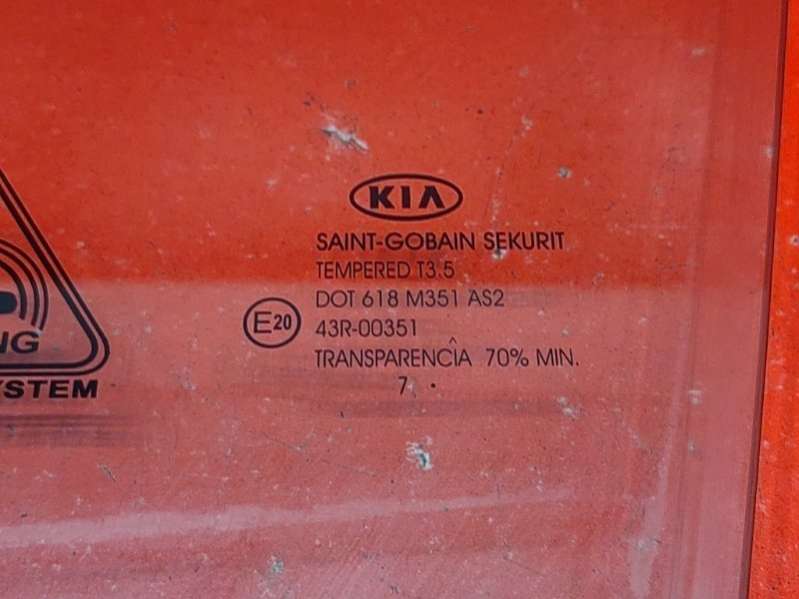 KIA
SAINT-GOBAIN SEKURIT
TEMPERED T3.5
DOT 618 M351 AS2
E20
43R-00351
TRANSPARENCIA 70% MIN.
7 .
NG
YSTEM